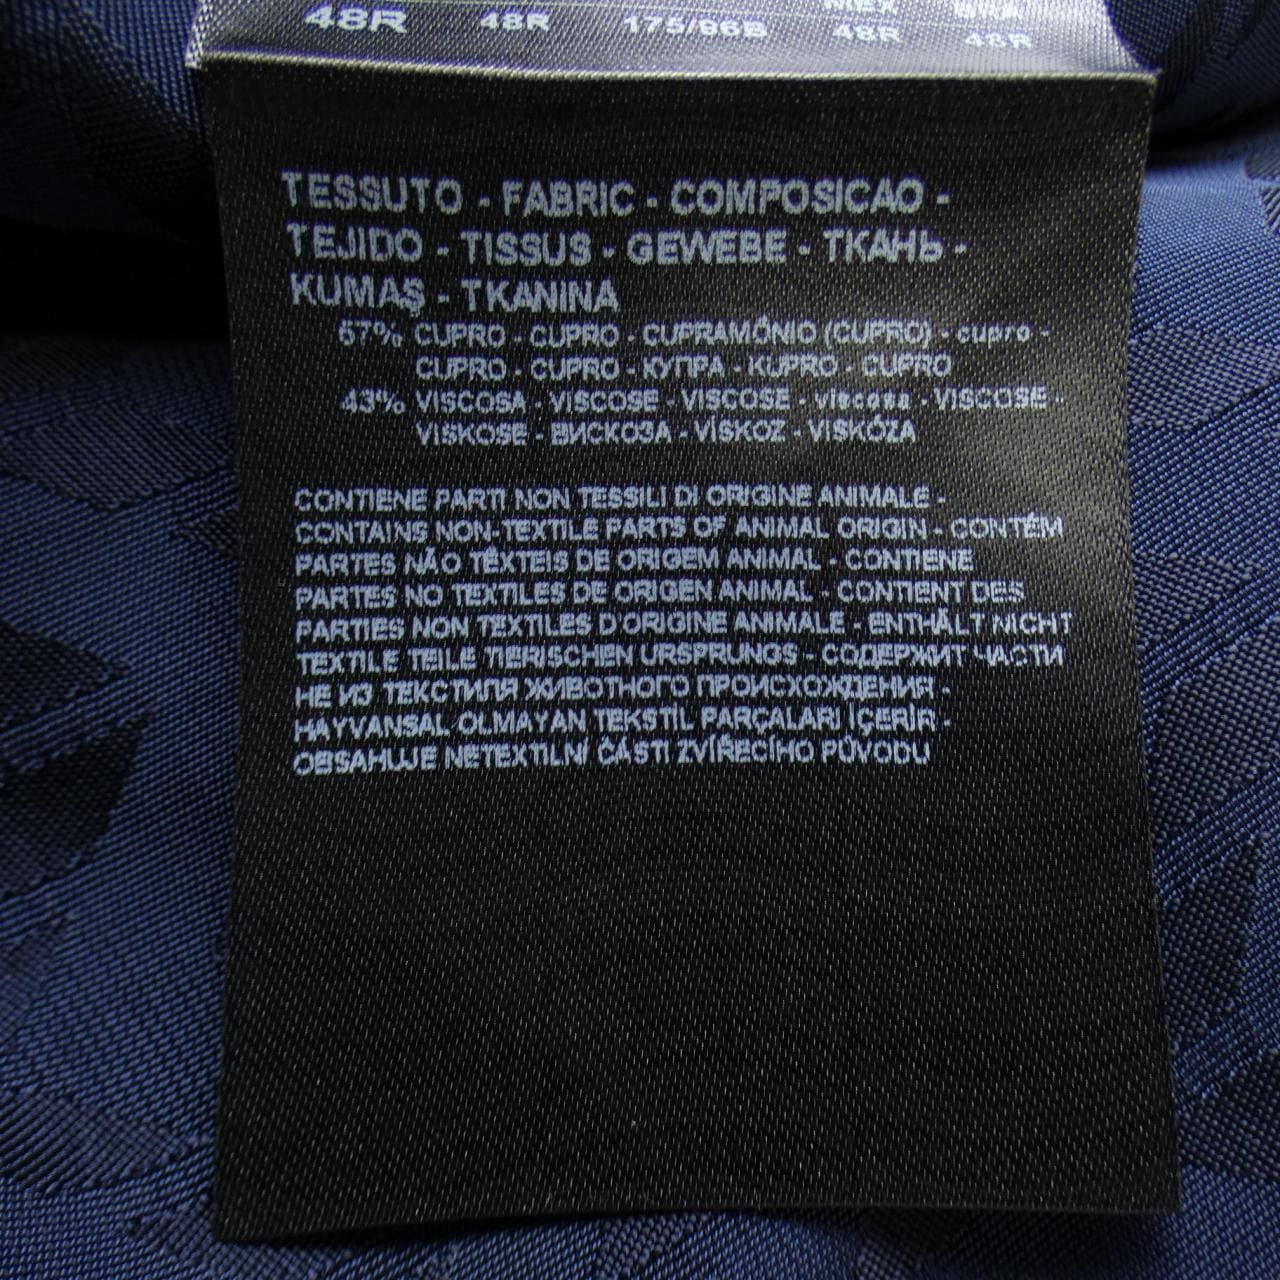 48R 48R 175/96B MEX 48R BRA 48R
TESSUTO - FABRIC - COMPOSICAO -
TEJIDO - TISSUS - GEWEBE - ТКАНЬ -
KUMAŞ - TKANINA
57% CUPRO - CUPRO - CUPRAMÔNIO (CUPRO) - cupro -
CUPRO - CUPRO - КУПРА - KUPRO - CUPRO
43% VISCOSA - VISCOSE - VISCOSE - viscosa - VISCOSE -
VISKOSE - ВИСКОЗА - VİSKOZ - VISKÓZA
CONTIENE PARTI NON TESSILI DI ORIGINE ANIMALE -
CONTAINS NON-TEXTILE PARTS OF ANIMAL ORIGIN - CONTÉM
PARTES NÃO TÊXTEIS DE ORIGEM ANIMAL - CONTIENE
PARTES NO TEXTILES DE ORIGEN ANIMAL - CONTIENT DES
PARTIES NON TEXTILES D'ORIGINE ANIMALE - ENTHÄLT NICHT
TEXTILE TEILE TIERISCHEN URSPRUNGS - СОДЕРЖИТ ЧАСТИ
НЕ ИЗ ТЕКСТИЛЯ ЖИВОТНОГО ПРОИСХОЖДЕНИЯ -
HAYVANSAL OLMAYAN TEKSTİL PARÇALARI İÇERİR -
OBSAHUJE NETEXTILNÍ ČÁSTI ZVÍŘECÍHO PŮVODU